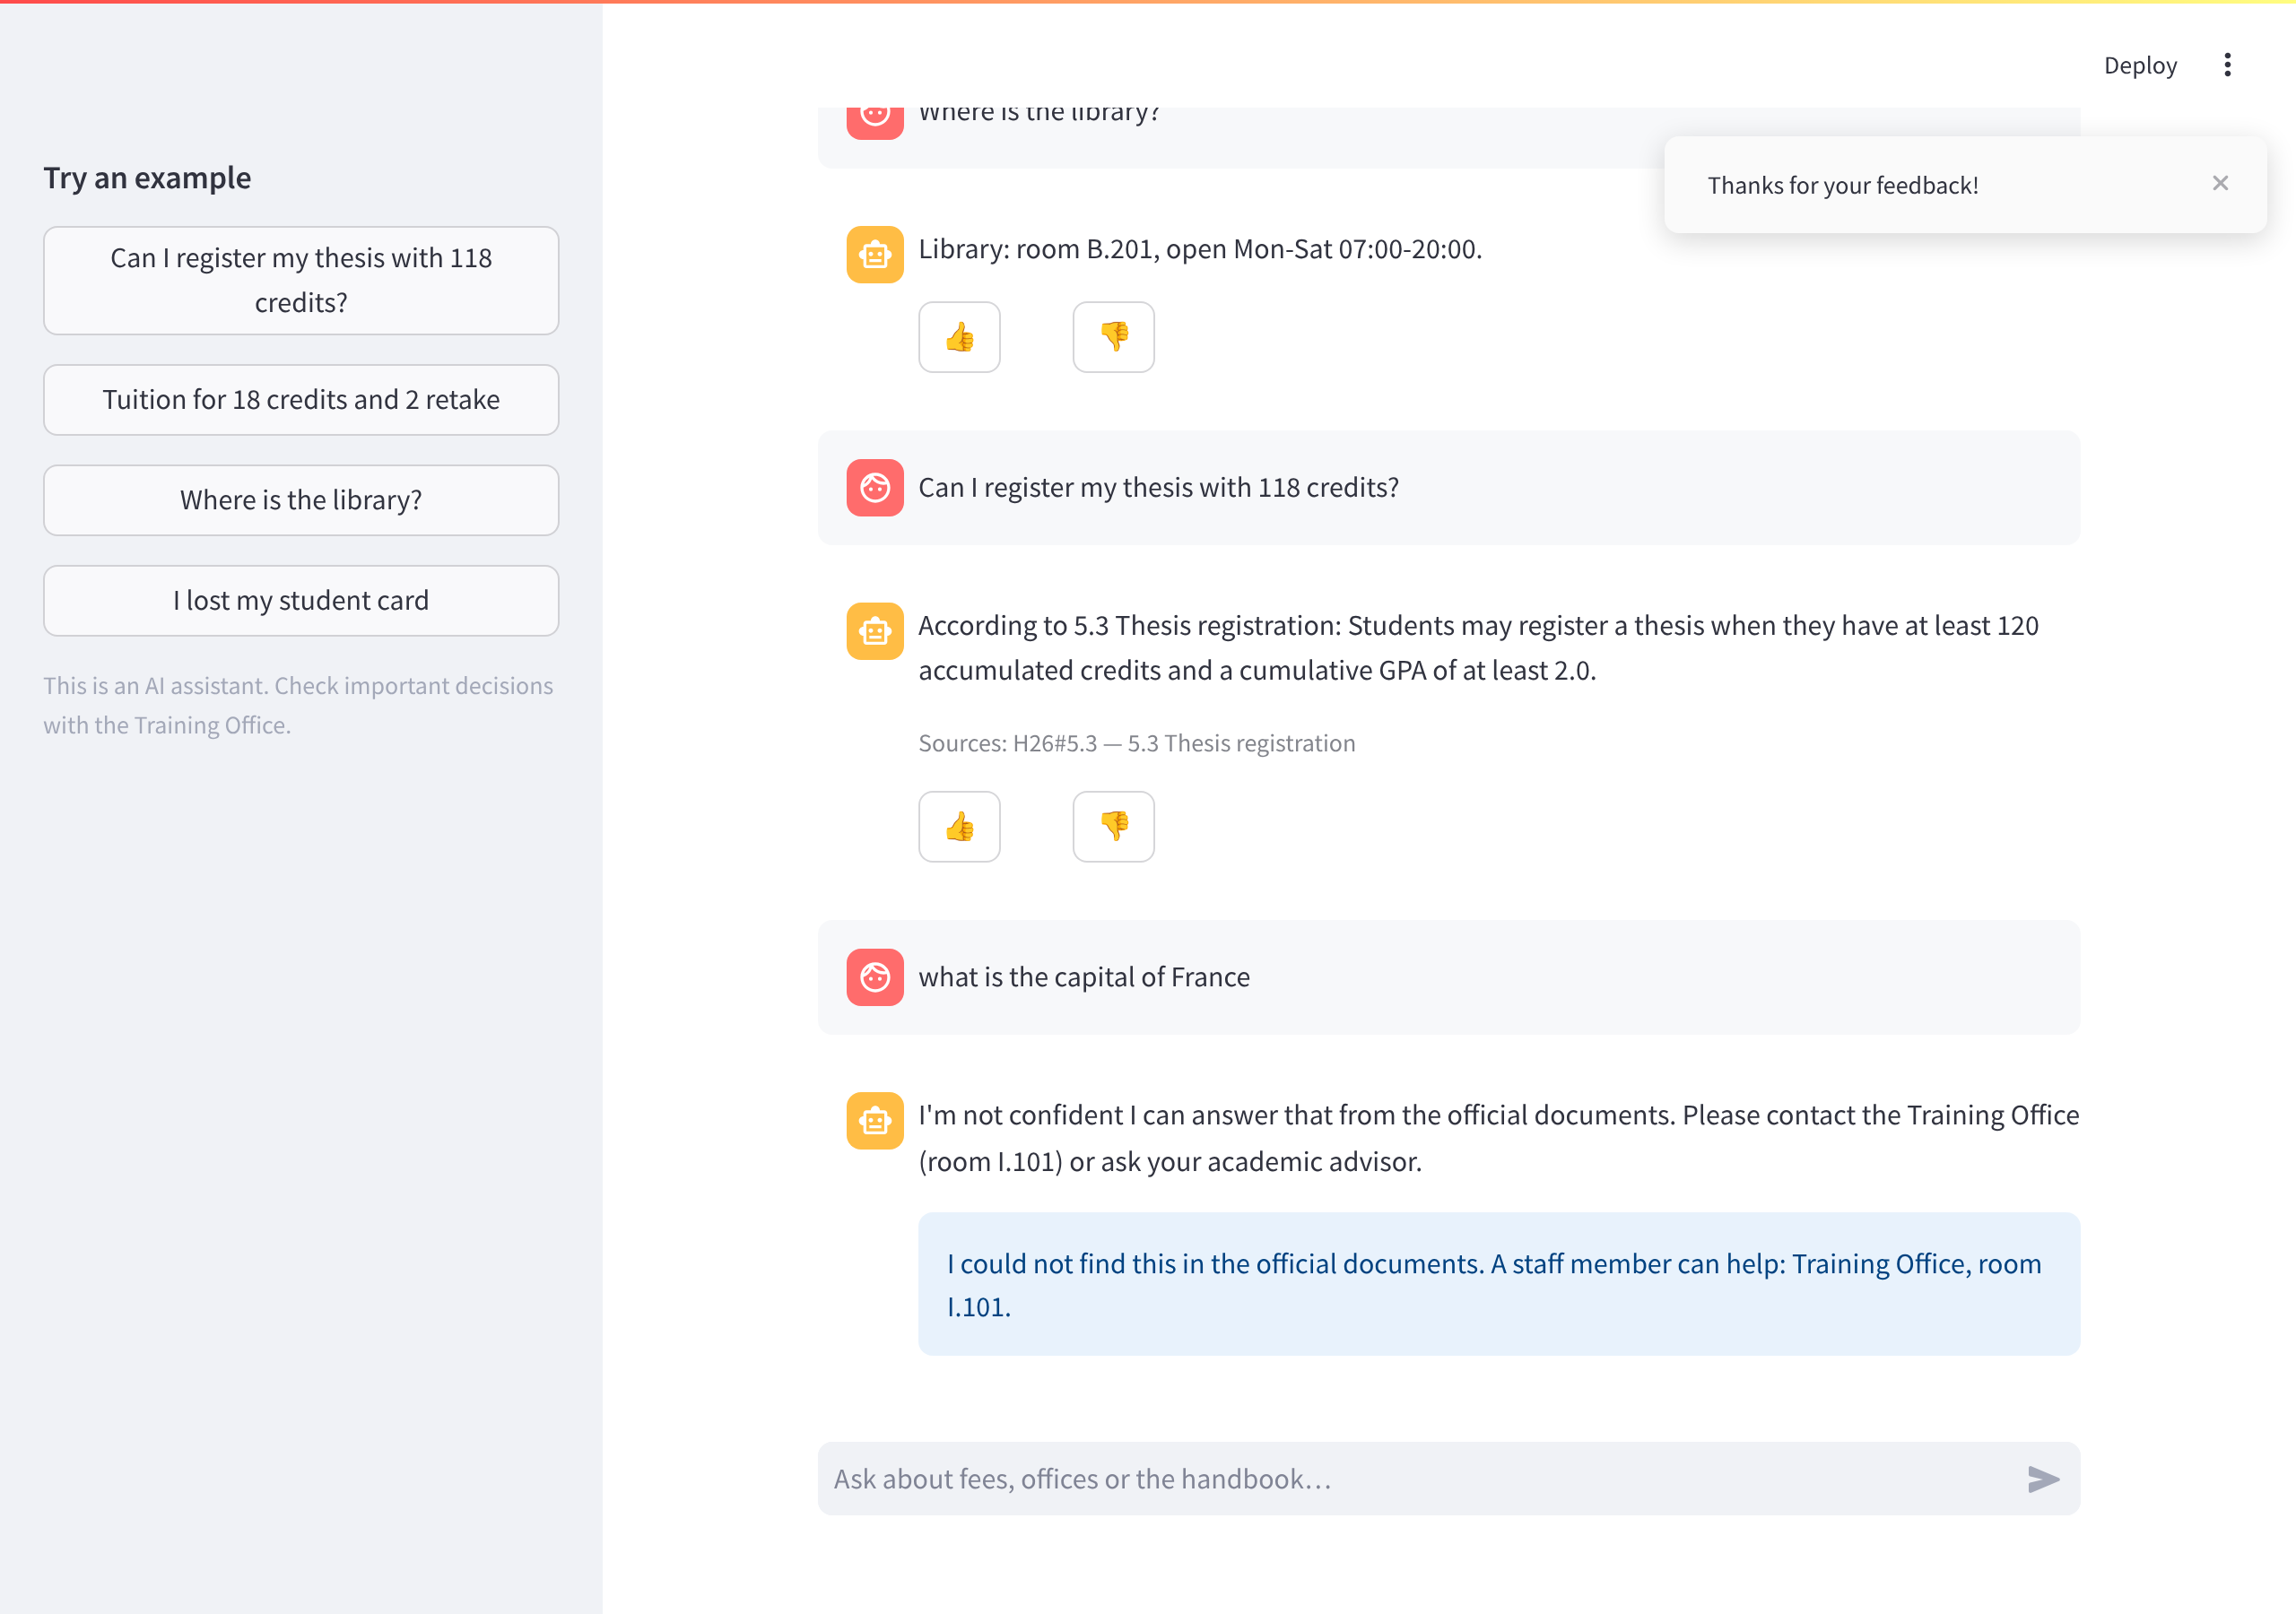 Deploy
Try an example
Can I register my thesis with 118
credits?
Tuition for 18 credits and 2 retake
Where is the library?
I lost my student card
This is an AI assistant. Check important decisions
with the Training Office.
Where is the library?
Thanks for your feedback!
Library: room B.201, open Mon-Sat 07:00-20:00.
Can I register my thesis with 118 credits?
According to 5.3 Thesis registration: Students may register a thesis when they have at least 120
accumulated credits and a cumulative GPA of at least 2.0.
Sources: H26#5.3 — 5.3 Thesis registration
what is the capital of France
I'm not confident I can answer that from the official documents. Please contact the Training Office
(room I.101) or ask your academic advisor.
I could not find this in the official documents. A staff member can help: Training Office, room
I.101.
Ask about fees, offices or the handbook…